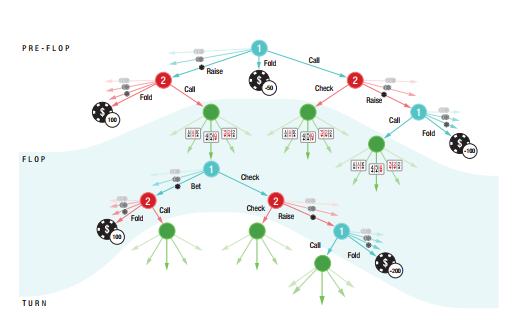 PRE-FLOP
1
Fold
Call
Raise
-50
2
2
Fold
Call
Check
Raise
100
1
Call
Fold
-100
FLOP
1
Check
Bet
2
2
Fold
Call
Check
Raise
100
1
Call
Fold
-200
TURN